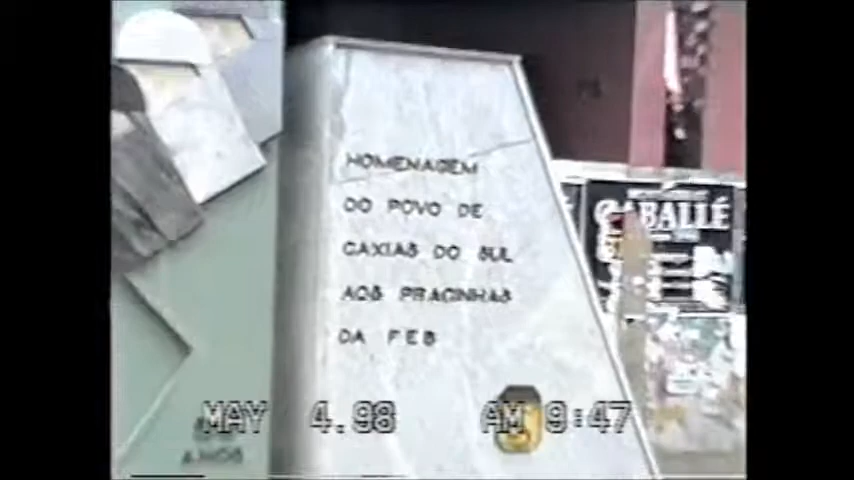 HOMENAGEM
DO POVO DE
CAXIAS DO SUL
AOS PRACINHAS
DA FEB
CABALLÉ
ANOS
MAY 4.98 AM 9:47